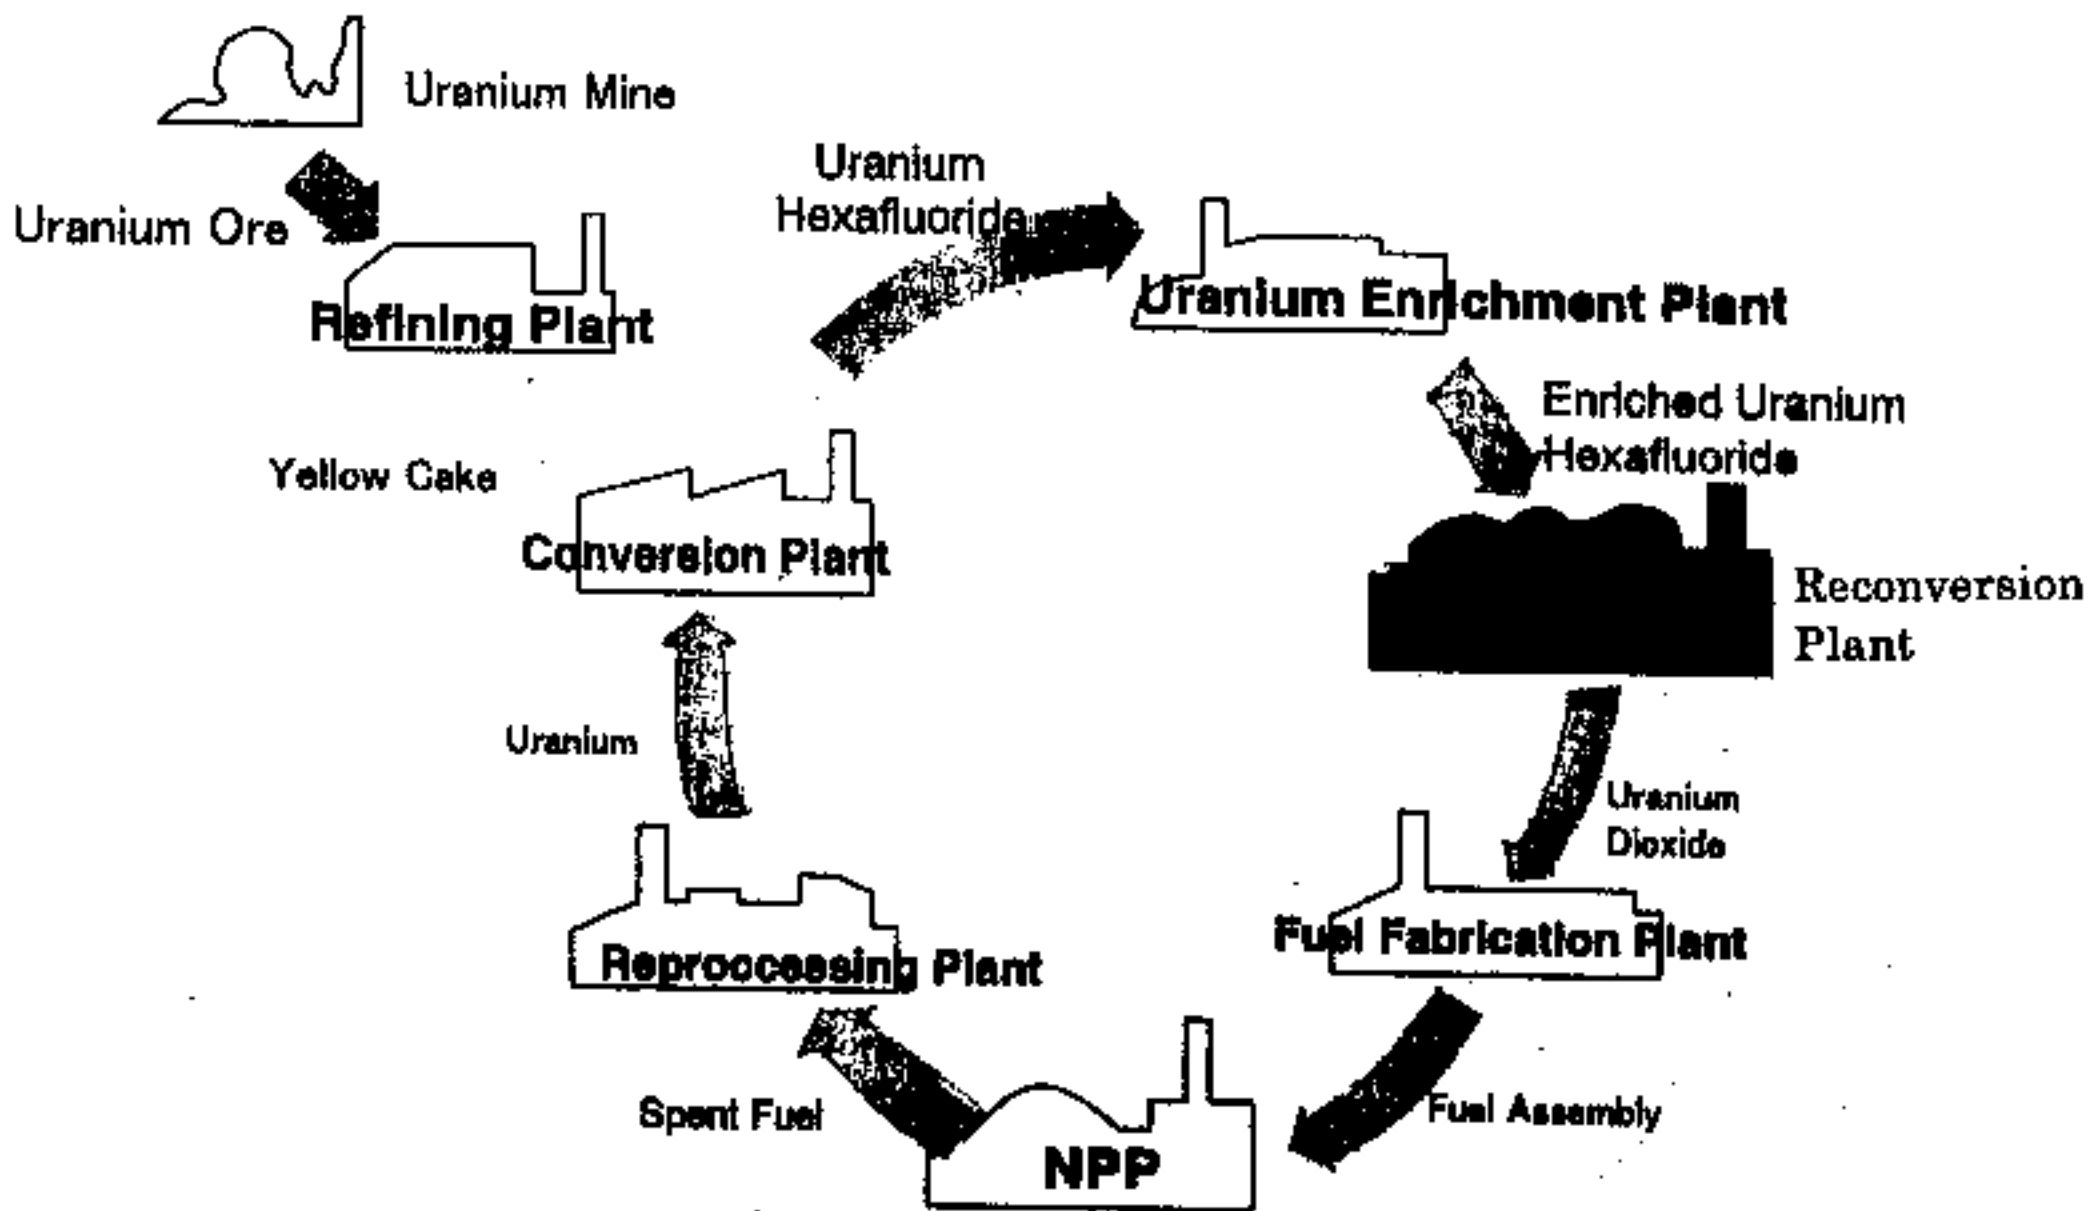 Uranium Mine
Uranium Ore
Refining Plant
Uranium
Hexafluoride
Uranium Enrichment Plant
Enriched Uranium
Hexafluoride
Yellow Cake
Conversion Plant
Reconversion
Plant
Uranium
Uranium
Dioxide
Fuel Fabrication Plant
Reproocessing Plant
Spent Fuel
Fuel Assembly
NPP